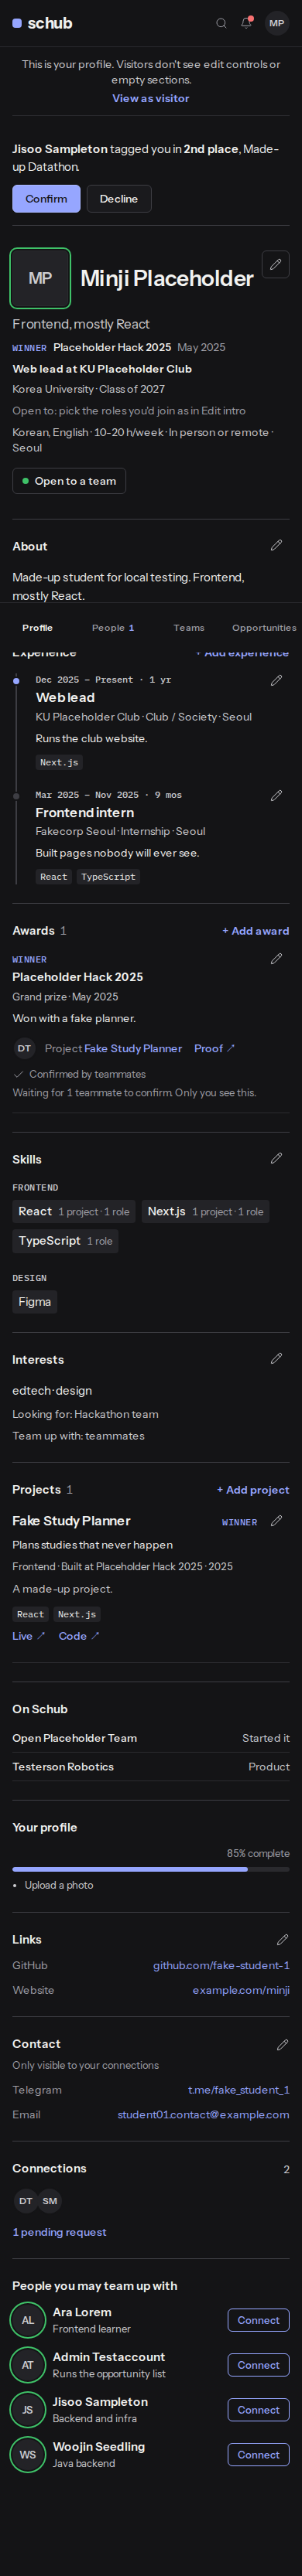 schub
MP
This is your profile. Visitors don't see edit controls or
empty sections.
View as visitor
Jisoo Sampleton tagged you in 2nd place, Made-
up Datathon.
Confirm Decline
MP
Minji Placeholder
Frontend, mostly React
WINNER Placeholder Hack 2025 May 2025
Web lead at KU Placeholder Club
Korea University · Class of 2027
Open to: pick the roles you'd join as in Edit intro
Korean, English · 10-20 h/week · In person or remote ·
Seoul
Open to a team
About
Made-up student for local testing. Frontend,
mostly React.
Profile People 1 Teams Opportunities
Experience + Add experience
Dec 2025 – Present · 1 yr
Web lead
KU Placeholder Club · Club / Society · Seoul
Runs the club website.
Next.js
Mar 2025 – Nov 2025 · 9 mos
Frontend intern
Fakecorp Seoul · Internship · Seoul
Built pages nobody will ever see.
React TypeScript
Awards 1 + Add award
WINNER
Placeholder Hack 2025
Grand prize · May 2025
Won with a fake planner.
DT Project Fake Study Planner Proof ↗
Confirmed by teammates
Waiting for 1 teammate to confirm. Only you see this.
Skills
FRONTEND
React 1 project · 1 role Next.js 1 project · 1 role
TypeScript 1 role
DESIGN
Figma
Interests
edtech · design
Looking for: Hackathon team
Team up with: teammates
Projects 1 + Add project
Fake Study Planner WINNER
Plans studies that never happen
Frontend · Built at Placeholder Hack 2025 · 2025
A made-up project.
React Next.js
Live ↗ Code ↗
On Schub
Open Placeholder Team Started it
Testerson Robotics Product
Your profile
85% complete
• Upload a photo
Links
GitHub github.com/fake-student-1
Website example.com/minji
Contact
Only visible to your connections
Telegram t.me/fake_student_1
Email student01.contact@example.com
Connections 2
DT SM
1 pending request
People you may team up with
AL Ara Lorem Connect
Frontend learner
AT Admin Testaccount Connect
Runs the opportunity list
JS Jisoo Sampleton Connect
Backend and infra
WS Woojin Seedling Connect
Java backend